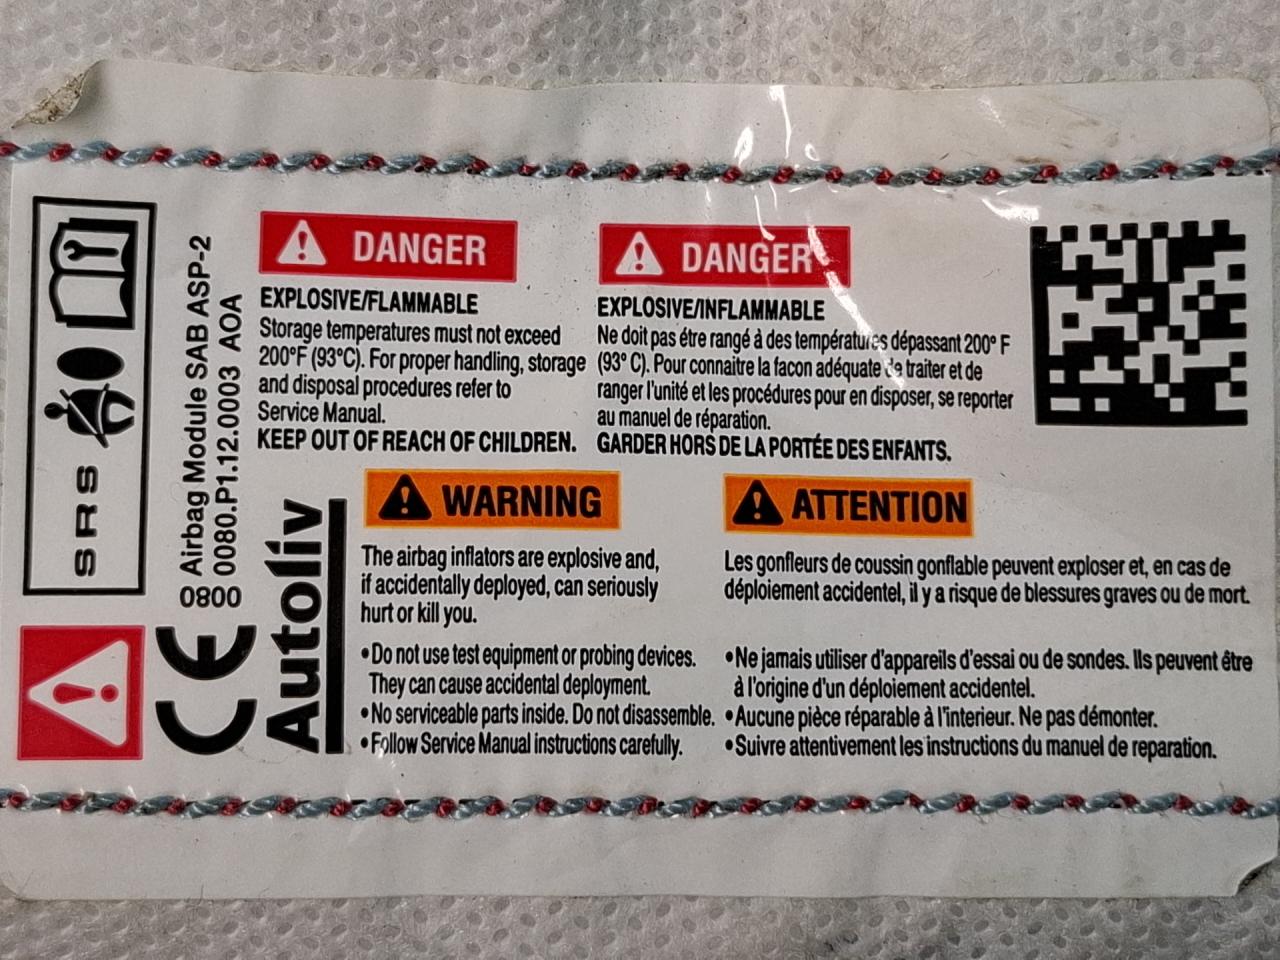 SRS
0800
Airbag Module SAB ASP-2
0080.P1.12.0003 AOA
CE
Autoliv
DANGER
EXPLOSIVE/FLAMMABLE
Storage temperatures must not exceed
200°F (93°C). For proper handling, storage
and disposal procedures refer to
Service Manual.
KEEP OUT OF REACH OF CHILDREN.
DANGER
EXPLOSIVE/INFLAMMABLE
Ne doit pas étre rangé à des températures dépassant 200° F
(93° C). Pour connaitre la facon adéquate de traiter et de
ranger l'unité et les procédures pour en disposer, se reporter
au manuel de réparation.
GARDER HORS DE LA PORTÉE DES ENFANTS.
WARNING
The airbag inflators are explosive and,
if accidentally deployed, can seriously
hurt or kill you.
•Do not use test equipment or probing devices.
They can cause accidental deployment.
•No serviceable parts inside. Do not disassemble.
•Follow Service Manual instructions carefully.
ATTENTION
Les gonfleurs de coussin gonflable peuvent exploser et, en cas de
déploiement accidentel, il y a risque de blessures graves ou de mort.
•Ne jamais utiliser d'appareils d'essai ou de sondes. Ils peuvent être
à l'origine d'un déploiement accidentel.
•Aucune pièce réparable à l'interieur. Ne pas démonter.
•Suivre attentivement les instructions du manuel de reparation.